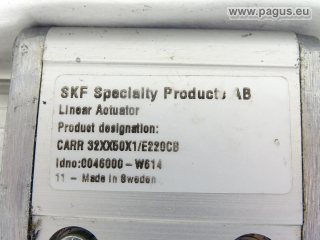 © www.pagus.eu
SKF Specialty Products AB
Linear Actuator
Product designation:
CARR 32XX50X1/E220CB
Idno:0046000-W614
11 - Made in Sweden